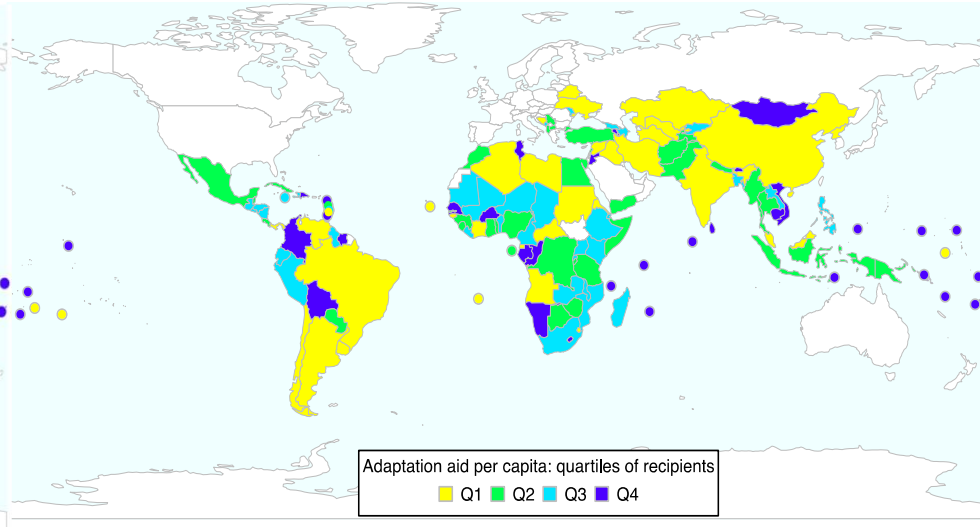 Adaptation aid per capita: quartiles of recipients
Q1 Q2 Q3 Q4